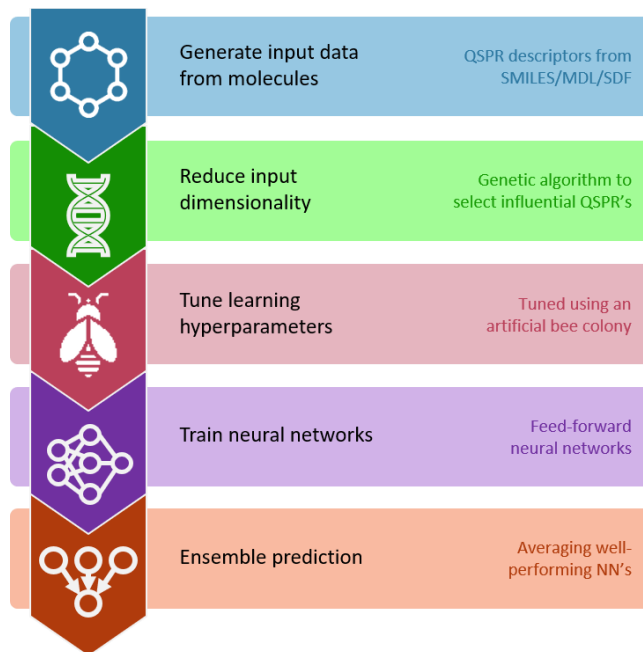 Generate input data
from molecules
QSPR descriptors from
SMILES/MDL/SDF
Reduce input
dimensionality
Genetic algorithm to
select influential QSPR's
Tune learning
hyperparameters
Tuned using an
artificial bee colony
Train neural networks
Feed-forward
neural networks
Ensemble prediction
Averaging well-
performing NN's